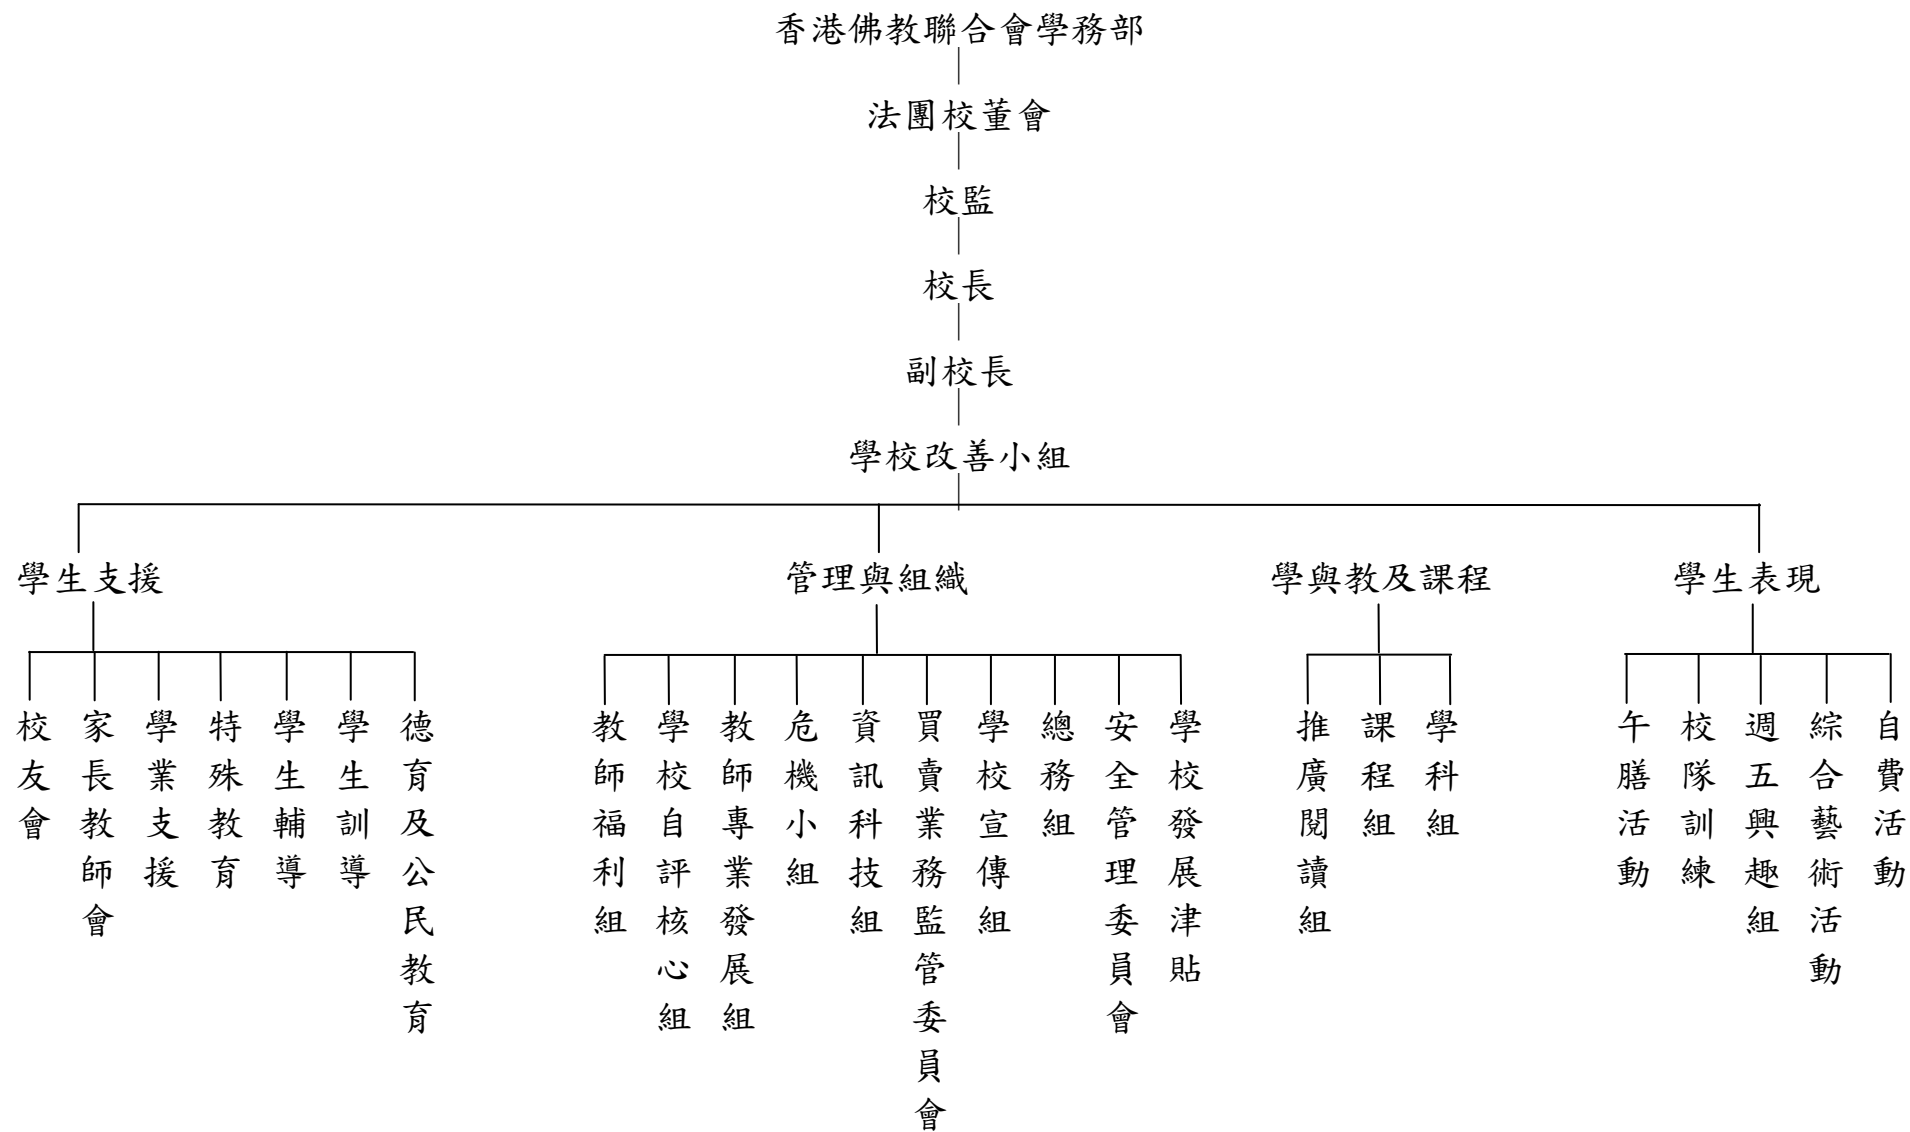 香港佛教聯合會學務部
法團校董會
校監
校長
副校長
學校改善小組
學生支援
管理與組織
學與教及課程
學生表現
校友會
家長教師會
學業支援
特殊教育
學生輔導
學生訓導
德育及公民教育
教師福利組
學校自評核心組
教師專業發展組
危機小組
資訊科技組
買賣業務監管委員會
學校宣傳組
總務組
安全管理委員會
學校發展津貼
推廣閱讀組
課程組
學科組
午膳活動
校隊訓練
週五興趣組
綜合藝術活動
自費活動